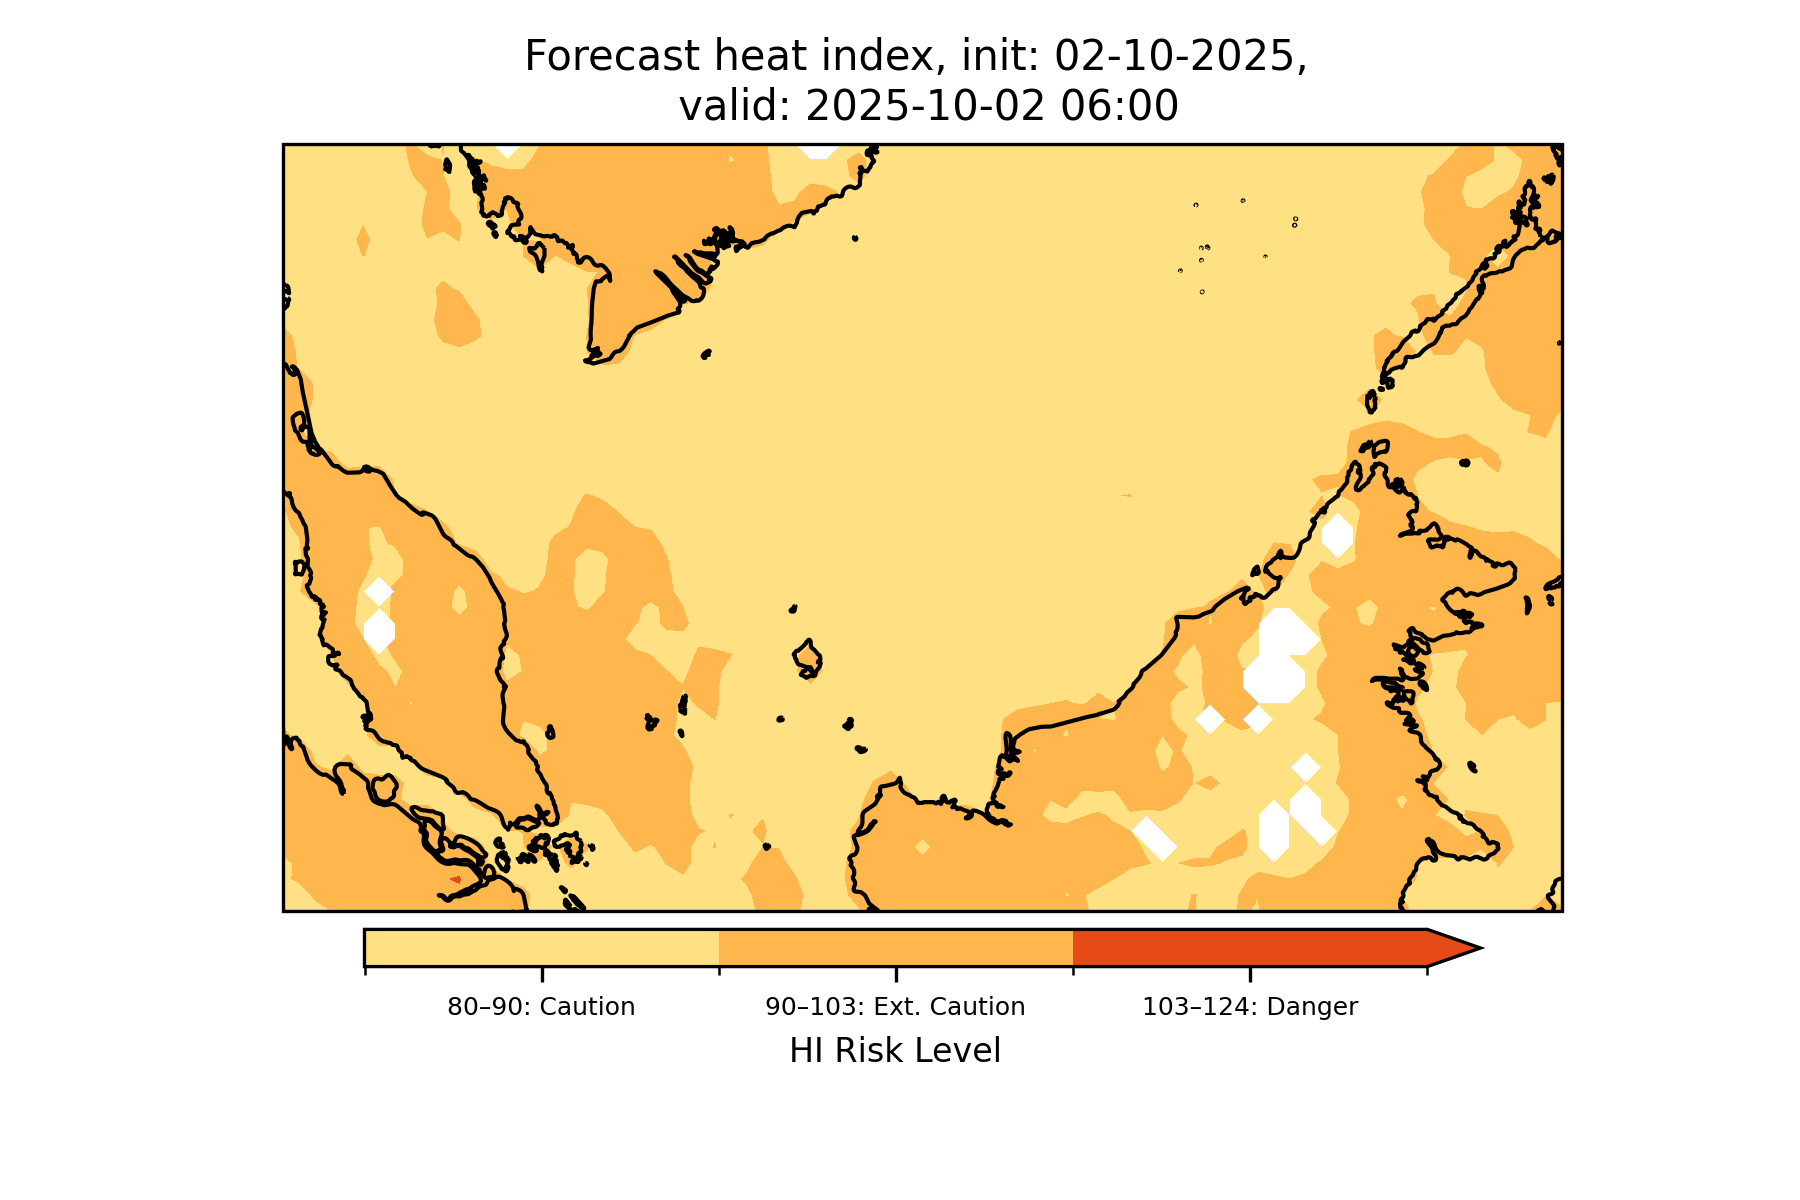 Forecast heat index, init: 02-10-2025,
valid: 2025-10-02 06:00
80–90: Caution
90–103: Ext. Caution
103–124: Danger
HI Risk Level